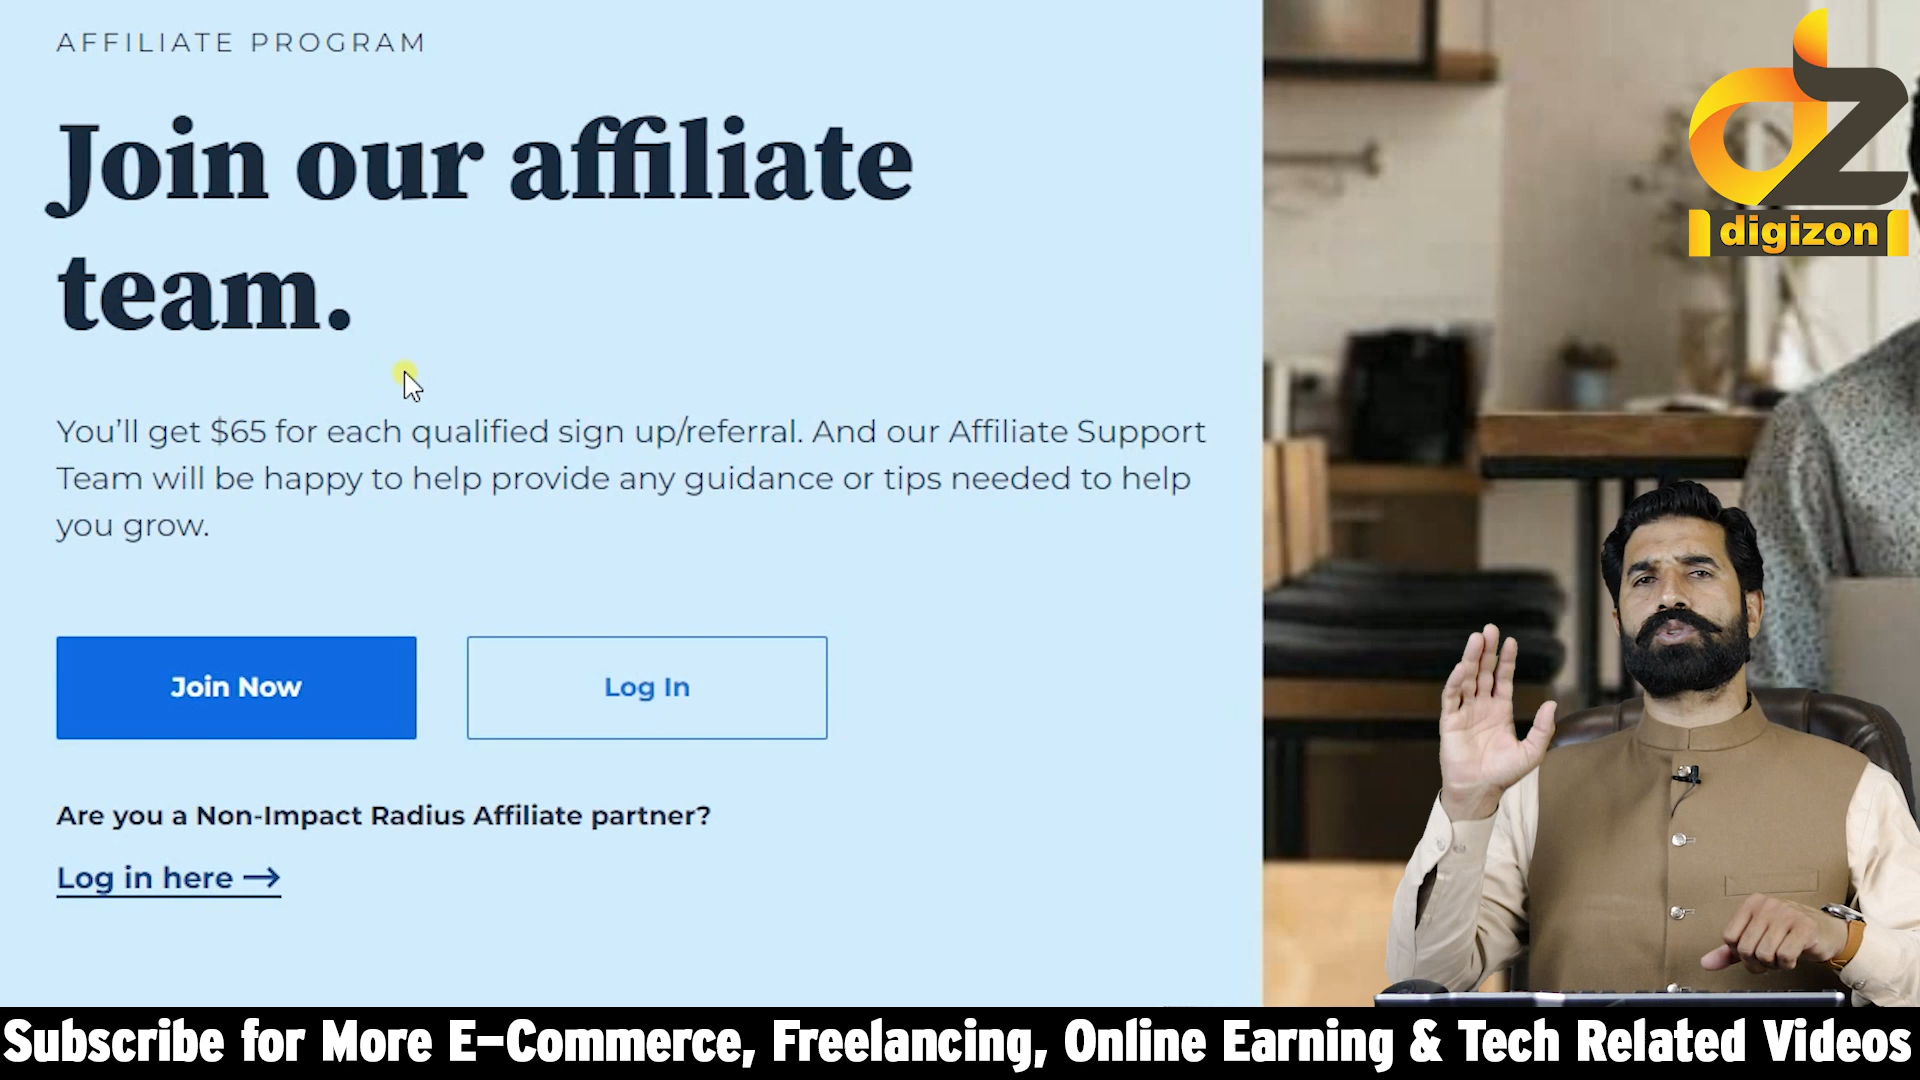 AFFILIATE PROGRAM
Join our affiliate
team.
You'll get $65 for each qualified sign up/referral. And our Affiliate Support
Team will be happy to help provide any guidance or tips needed to help
you grow.
Join Now
Log In
Are you a Non-Impact Radius Affiliate partner?
Log in here →
dz
digizon
Subscribe for More E-Commerce, Freelancing, Online Earning & Tech Related Videos